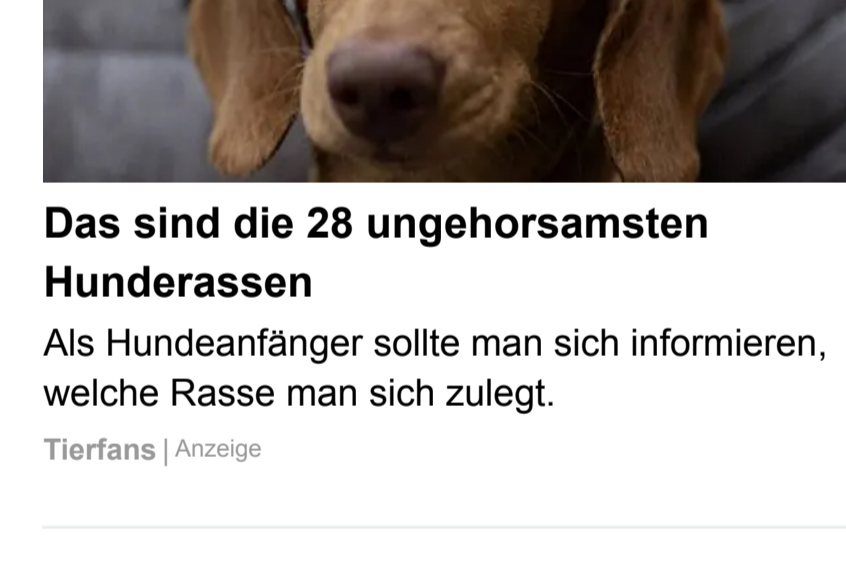 Das sind die 28 ungehorsamsten
Hunderassen
Als Hundeanfänger sollte man sich informieren,
welche Rasse man sich zulegt.
Tierfans | Anzeige